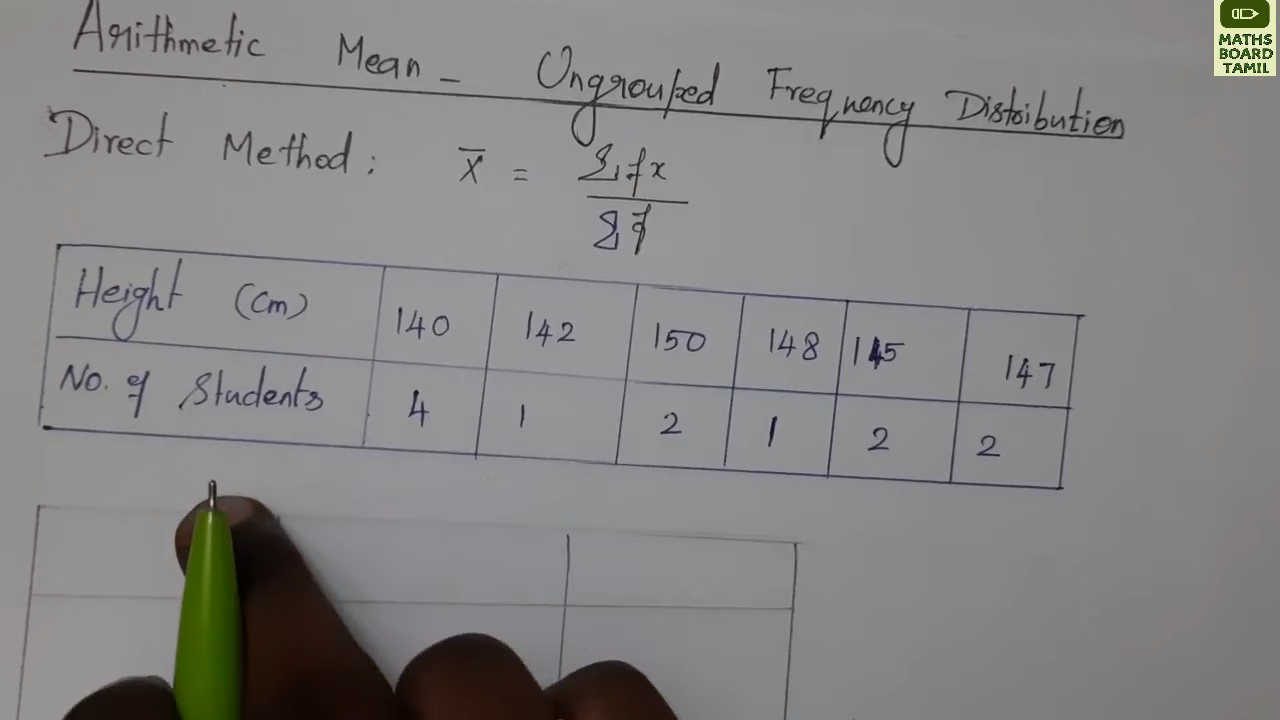 MATHS
BOARD
TAMIL
Arithmetic Mean - Ungrouped Frequency Distribution
Direct Method : x̄ = Σfx / Σf
Height (cm) 140 142 150 148 145 147
No. of Students 4 1 2 1 2 2